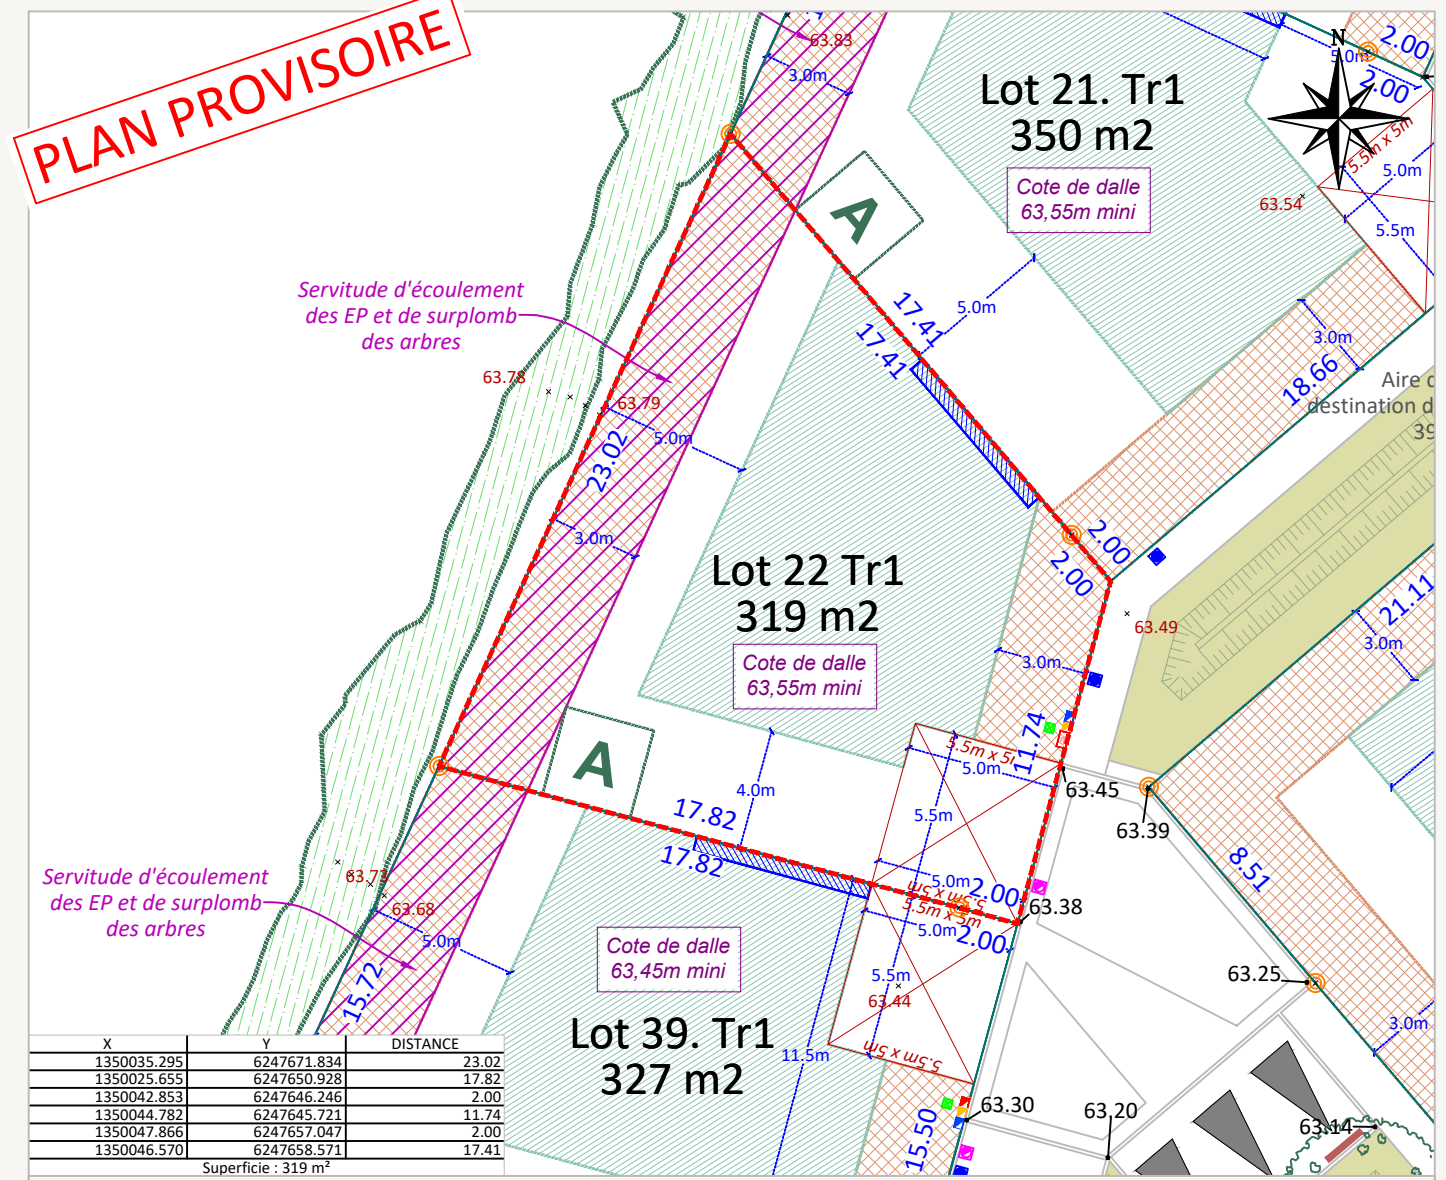 PLAN PROVISOIRE
63.83
3.0m
Lot 21. Tr1
350 m2
Cote de dalle
63,55m mini
N
2.00
5.0m
2.00
5.5m x 5m
5.0m
63.54
5.5m
A
Servitude d'écoulement
des EP et de surplomb
des arbres
17.41
17.41
5.0m
3.0m
18.66
Aire d
destination d
39
63.78
63.79
5.0m
23.02
3.0m
2.00
2.00
Lot 22 Tr1
319 m2
Cote de dalle
63,55m mini
63.49
3.0m
21.11
3.0m
A
11.74
5.0m
4.0m
17.82
17.82
5.5m
63.45
63.39
8.51
5.0m
2.00
5.5m x 5m
5.5m x 5m
5.0m
2.00
63.38
Servitude d'écoulement
des EP et de surplomb
des arbres
63.73
63.68
5.0m
15.72
Cote de dalle
63,45m mini
5.5m
63.44
63.25
3.0m
Lot 39. Tr1
327 m2
11.5m
5.5m x 5m
15.50
63.30
63.20
63.14
X Y DISTANCE
1350035.295 6247671.834 23.02
1350025.655 6247650.928 17.82
1350042.853 6247646.246 2.00
1350044.782 6247645.721 11.74
1350047.866 6247657.047 2.00
1350046.570 6247658.571 17.41
Superficie : 319 m²